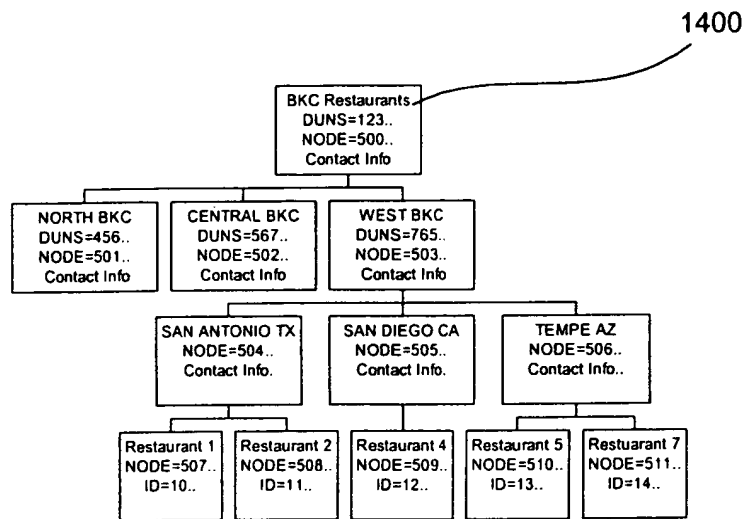 1400
BKC Restaurants
DUNS=123..
NODE=500..
Contact Info
NORTH BKC
DUNS=456..
NODE=501..
Contact Info
CENTRAL BKC
DUNS=567..
NODE=502..
Contact Info
WEST BKC
DUNS=765..
NODE=503..
Contact Info
SAN ANTONIO TX
NODE=504..
Contact Info.
SAN DIEGO CA
NODE=505..
Contact Info.
TEMPE AZ
NODE=506..
Contact Info..
Restaurant 1
NODE=507..
ID=10..
Restaurant 2
NODE=508..
ID=11..
Restaurant 4
NODE=509..
ID=12..
Restaurant 5
NODE=510..
ID=13..
Restuarant 7
NODE=511..
ID=14..